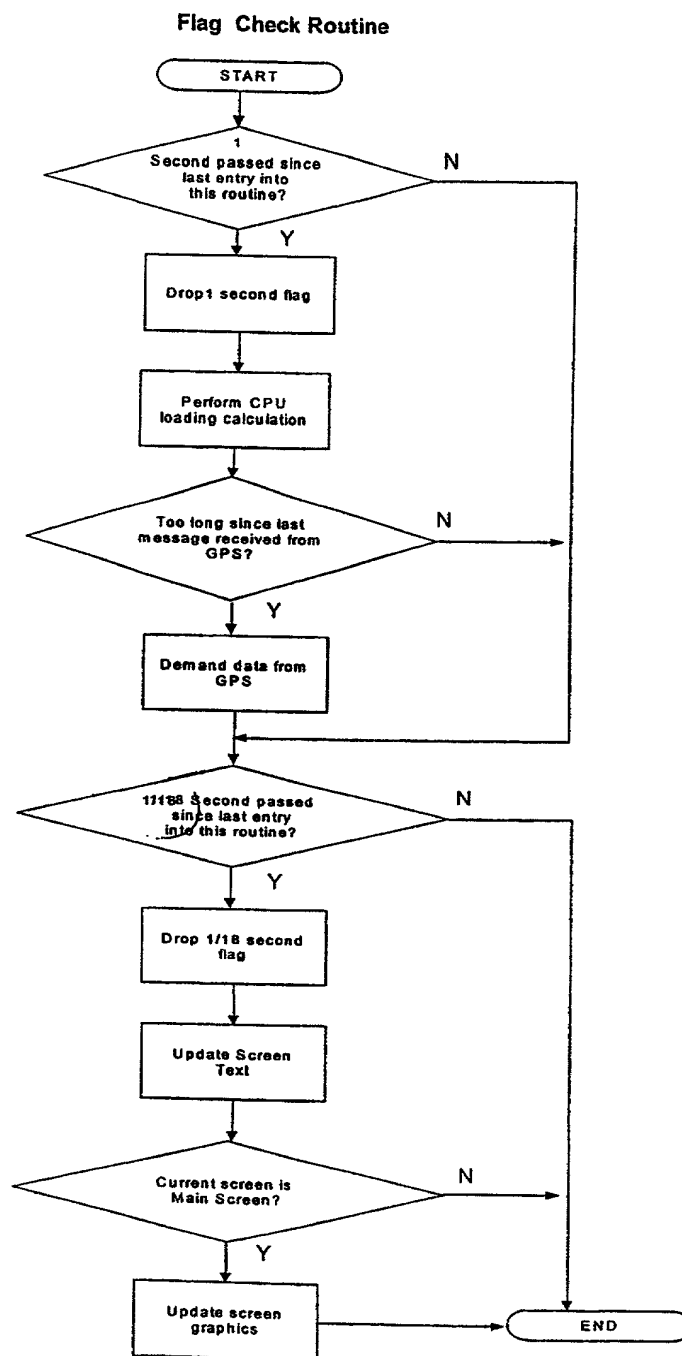 Flag Check Routine
START
1
Second passed since
last entry into
this routine?
N
Y
Drop1 second flag
Perform CPU
loading calculation
Too long since last
message received from
GPS?
N
Y
Demand data from
GPS
Second passed
since last entry
into this routine?
N
Y
Drop 1/18 second
flag
Update Screen
Text
Current screen is
Main Screen?
N
Y
Update screen
graphics
END